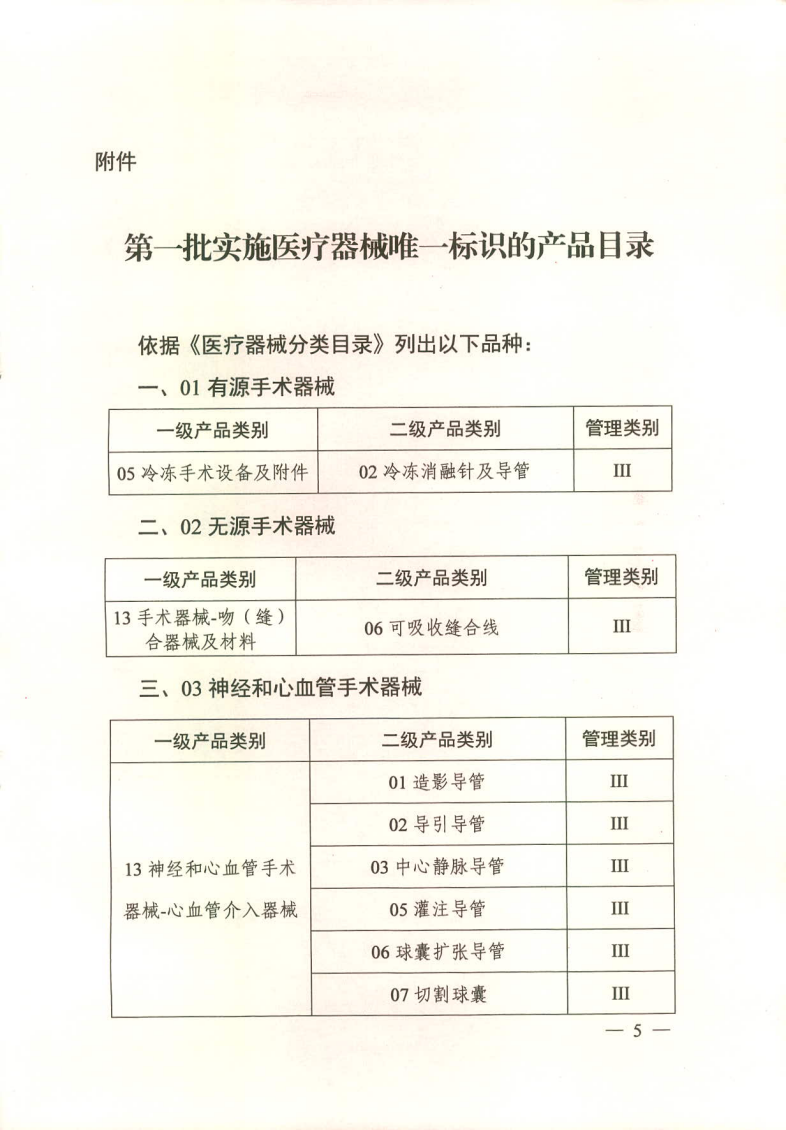 附件
第一批实施医疗器械唯一标识的产品目录
依据《医疗器械分类目录》列出以下品种：
一、01 有源手术器械
一级产品类别 二级产品类别 管理类别
05 冷冻手术设备及附件 02 冷冻消融针及导管 III
二、02 无源手术器械
一级产品类别 二级产品类别 管理类别
13 手术器械-吻（缝）
合器械及材料 06 可吸收缝合线 III
三、03 神经和心血管手术器械
一级产品类别 二级产品类别 管理类别
01 造影导管 III
02 导引导管 III
13 神经和心血管手术 03 中心静脉导管 III
器械-心血管介入器械 05 灌注导管 III
06 球囊扩张导管 III
07 切割球囊 III
— 5 —